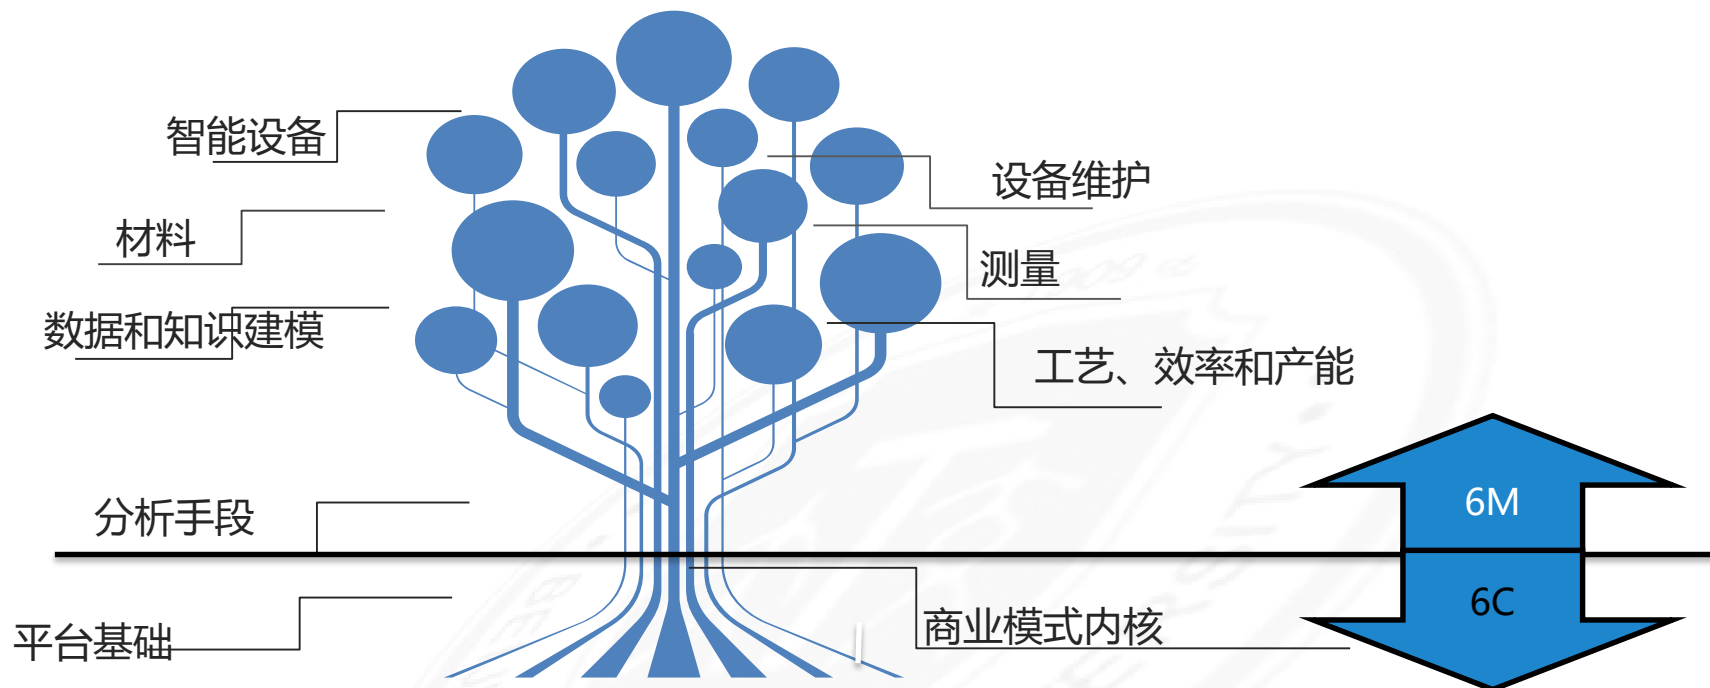 智能设备
设备维护
材料
测量
数据和知识建模
工艺、效率和产能
分析手段
6M
6C
平台基础
商业模式内核